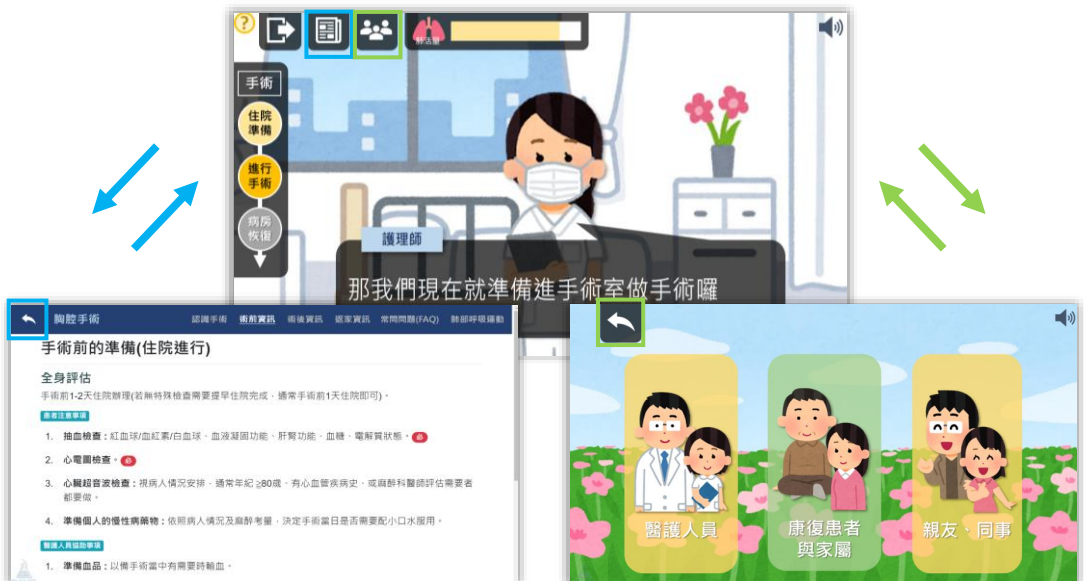 ?
肺活量
手術
住院
準備
進行
手術
病房
恢復
護理師
那我們現在就準備進手術室做手術囉
胸腔手術
認識手術 術前資訊 術後資訊 返家資訊 常問問題(FAQ) 肺部呼吸運動
手術前的準備(住院進行)
全身評估
手術前1-2天住院辦理(若無特殊檢查需要提早住院完成，通常手術前1天住院即可)。
患者注意事項
1. 抽血檢查：紅血球/血紅素/白血球、血液凝固功能、肝腎功能、血糖、電解質狀態。必
2. 心電圖檢查。必
3. 心臟超音波檢查：視病人情況安排，通常年紀≥80歲、有心血管疾病史、或麻醉科醫師評估需要者
都要做。
4. 準備個人的慢性病藥物：依照病人情況及麻醉考量，決定手術當日是否需要配小口水服用。
醫護人員協助事項
1. 準備血品：以備手術當中有需要時輸血。
醫護人員
康復患者
與家屬
親友、同事